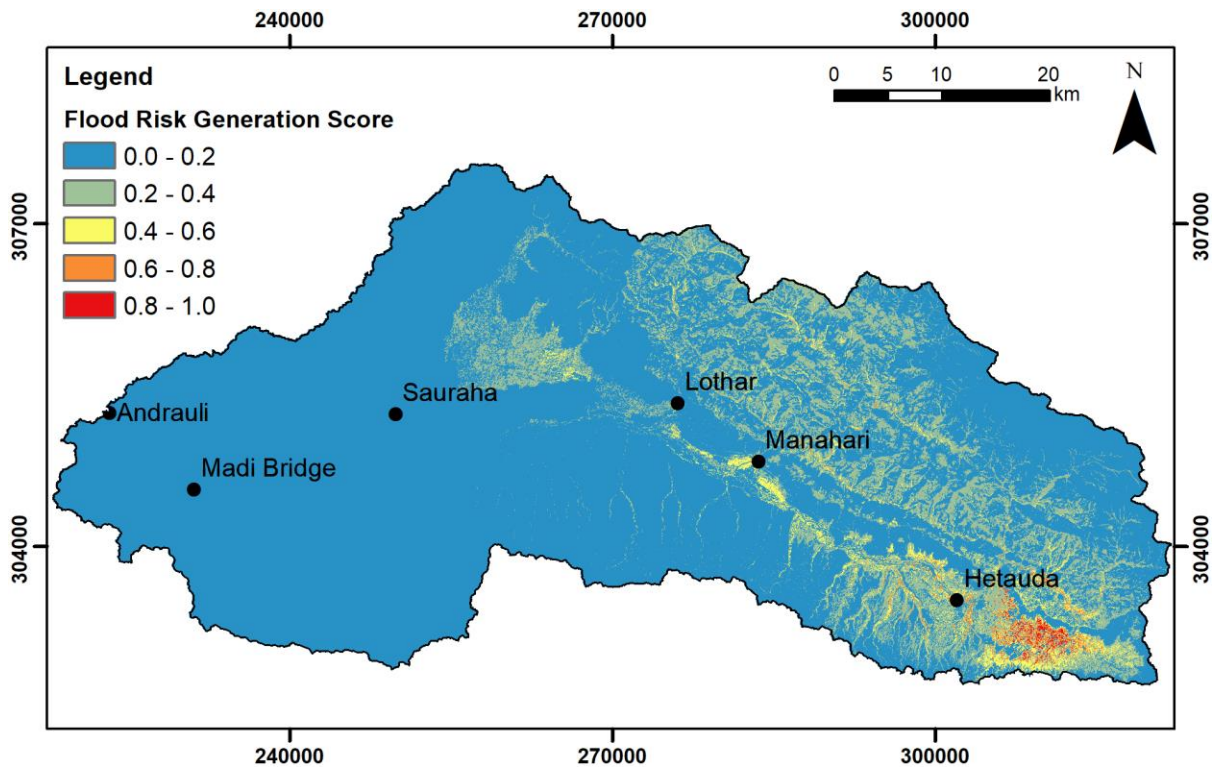 240000 270000 300000
Legend
Flood Risk Generation Score
0.0 - 0.2
0.2 - 0.4
0.4 - 0.6
0.6 - 0.8
0.8 - 1.0
0 5 10 20
km
N
307000 307000
Lothar
Sauraha
Andrauli
Manahari
Madi Bridge
304000 304000
Hetauda
240000 270000 300000